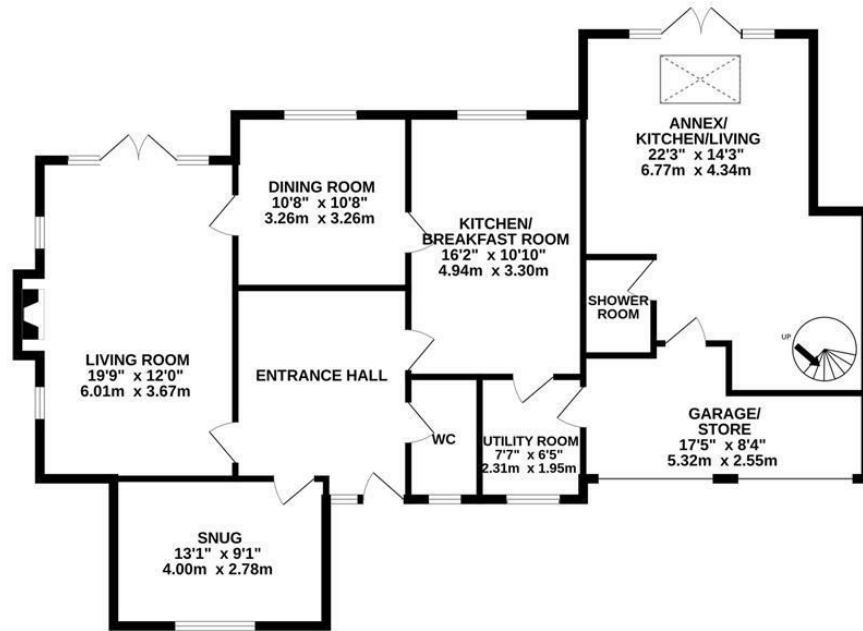 ANNEX/
KITCHEN/LIVING
22'3" x 14'3"
6.77m x 4.34m
DINING ROOM
10'8" x 10'8"
3.26m x 3.26m
KITCHEN/
BREAKFAST ROOM
16'2" x 10'10"
4.94m x 3.30m
SHOWER
ROOM
UP
LIVING ROOM
19'9" x 12'0"
6.01m x 3.67m
ENTRANCE HALL
WC
UTILITY ROOM
7'7" x 6'5"
2.31m x 1.95m
GARAGE/
STORE
17'5" x 8'4"
5.32m x 2.55m
SNUG
13'1" x 9'1"
4.00m x 2.78m